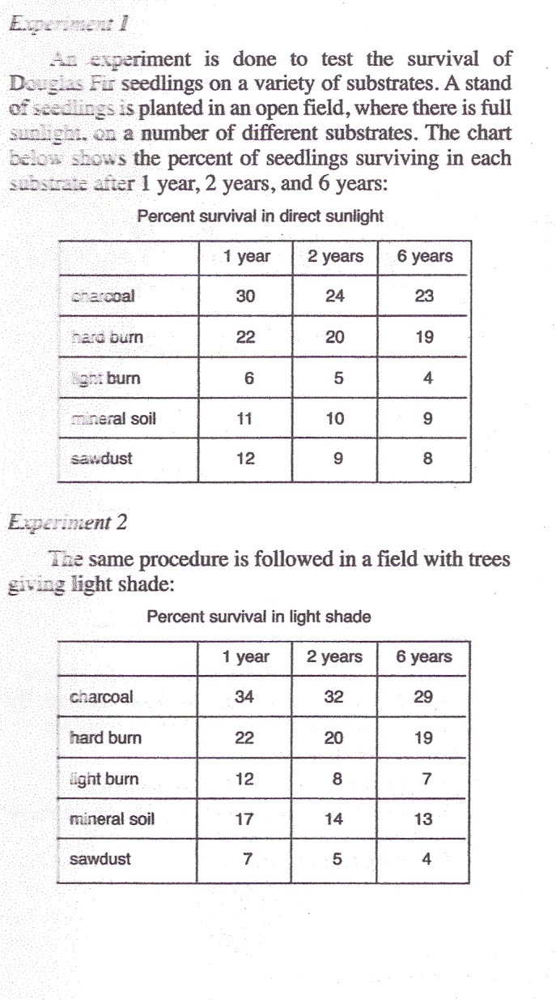 Experiment 1
An experiment is done to test the survival of
Douglas Fir seedlings on a variety of substrates. A stand
of seedlings is planted in an open field, where there is full
sunlight, on a number of different substrates. The chart
below shows the percent of seedlings surviving in each
substrate after 1 year, 2 years, and 6 years:
Percent survival in direct sunlight
1 year 2 years 6 years
charcoal 30 24 23
hard burn 22 20 19
light burn 6 5 4
mineral soil 11 10 9
sawdust 12 9 8
Experiment 2
The same procedure is followed in a field with trees
giving light shade:
Percent survival in light shade
1 year 2 years 6 years
charcoal 34 32 29
hard burn 22 20 19
light burn 12 8 7
mineral soil 17 14 13
sawdust 7 5 4